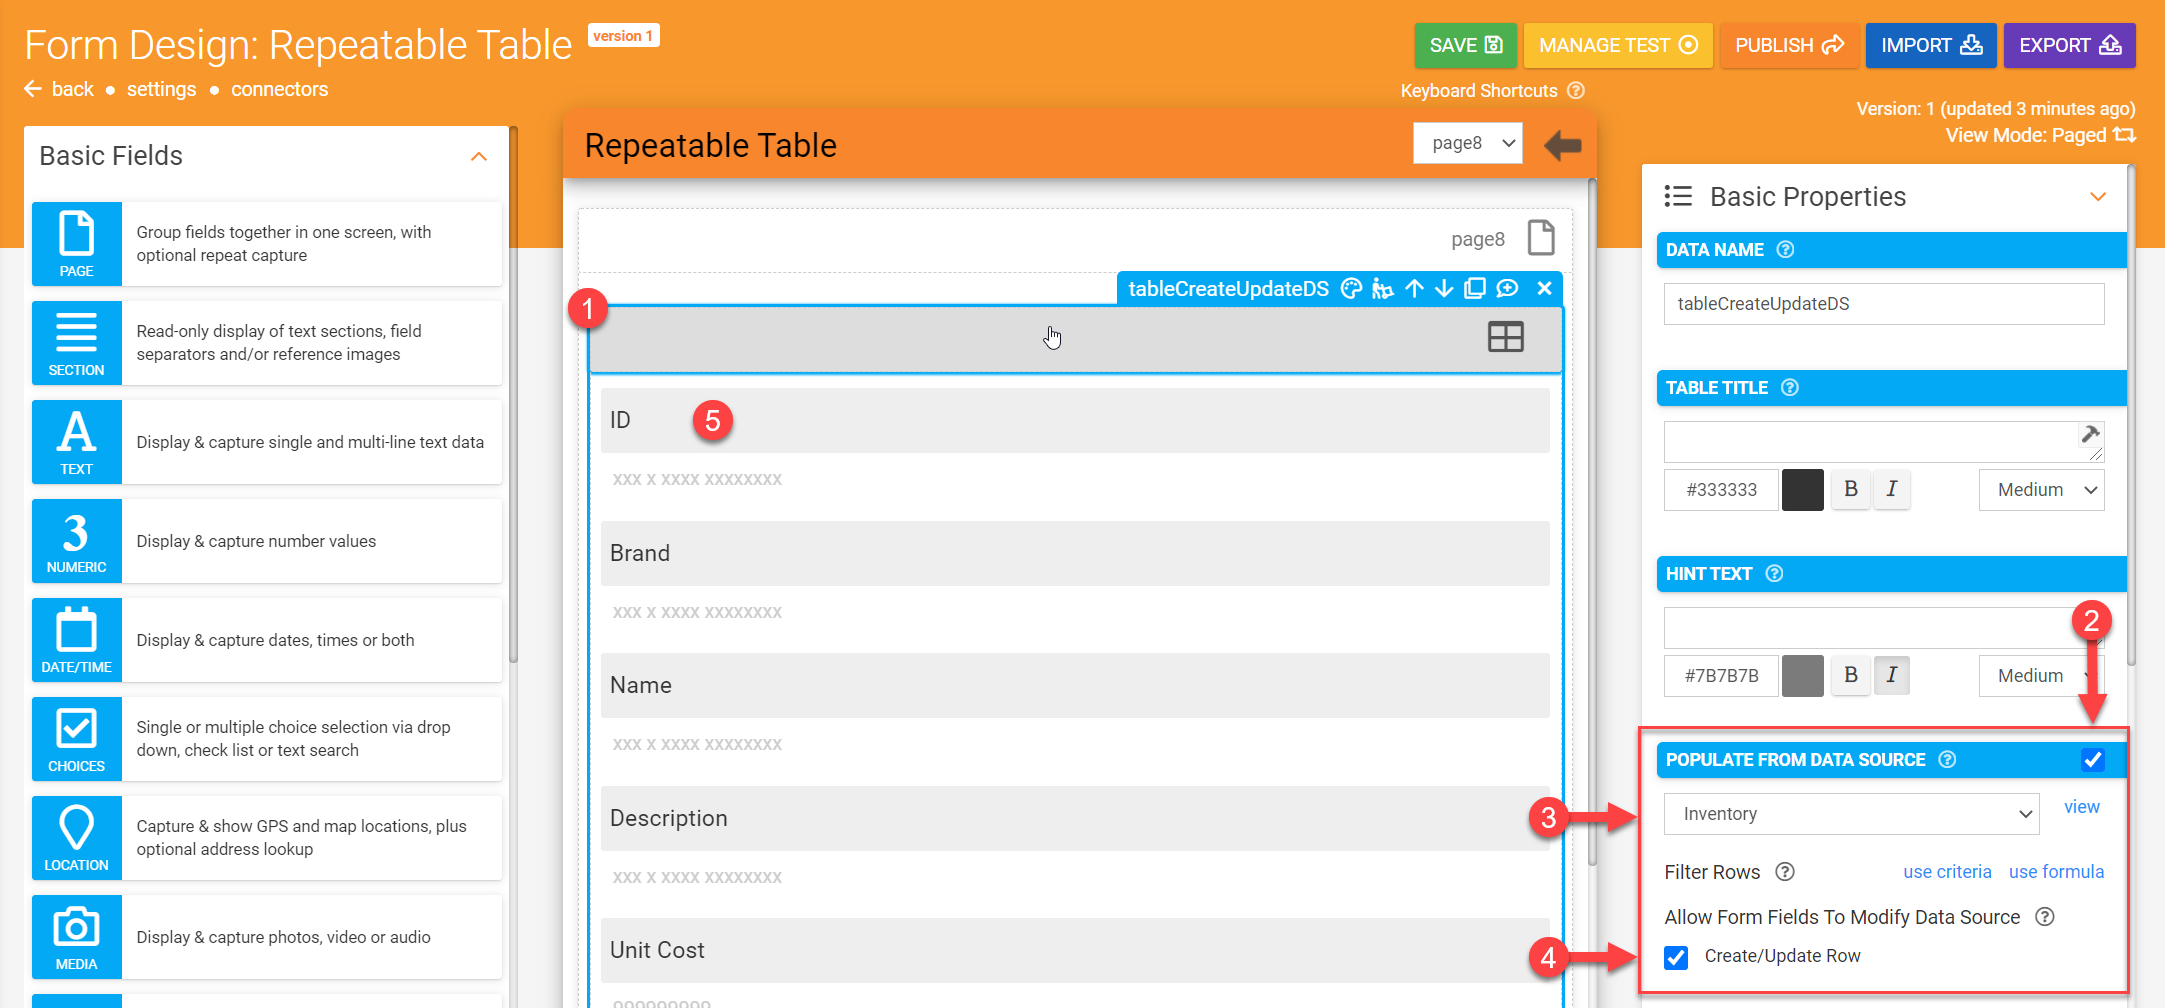 Form Design: Repeatable Table version 1
back • settings • connectors
SAVE
MANAGE TEST
PUBLISH
IMPORT
EXPORT
Keyboard Shortcuts ?
Version: 1 (updated 3 minutes ago)
View Mode: Paged
Basic Fields
PAGE
Group fields together in one screen, with
optional repeat capture
SECTION
Read-only display of text sections, field
separators and/or reference images
A
TEXT
Display & capture single and multi-line text data
3
NUMERIC
Display & capture number values
DATE/TIME
Display & capture dates, times or both
CHOICES
Single or multiple choice selection via drop
down, check list or text search
LOCATION
Capture & show GPS and map locations, plus
optional address lookup
MEDIA
Display & capture photos, video or audio
Repeatable Table
page8
page8
tableCreateUpdateDS
1
ID
5
xxx x xxxx xxxxxxxx
Brand
xxx x xxxx xxxxxxxx
Name
xxx x xxxx xxxxxxxx
Description
xxx x xxxx xxxxxxxx
Unit Cost
999999999
Basic Properties
DATA NAME ?
tableCreateUpdateDS
TABLE TITLE ?
#333333
B
I
Medium
HINT TEXT ?
2
#7B7B7B
B
I
Medium
POPULATE FROM DATA SOURCE ?
3
Inventory
view
Filter Rows ? use criteria use formula
Allow Form Fields To Modify Data Source ?
4
Create/Update Row